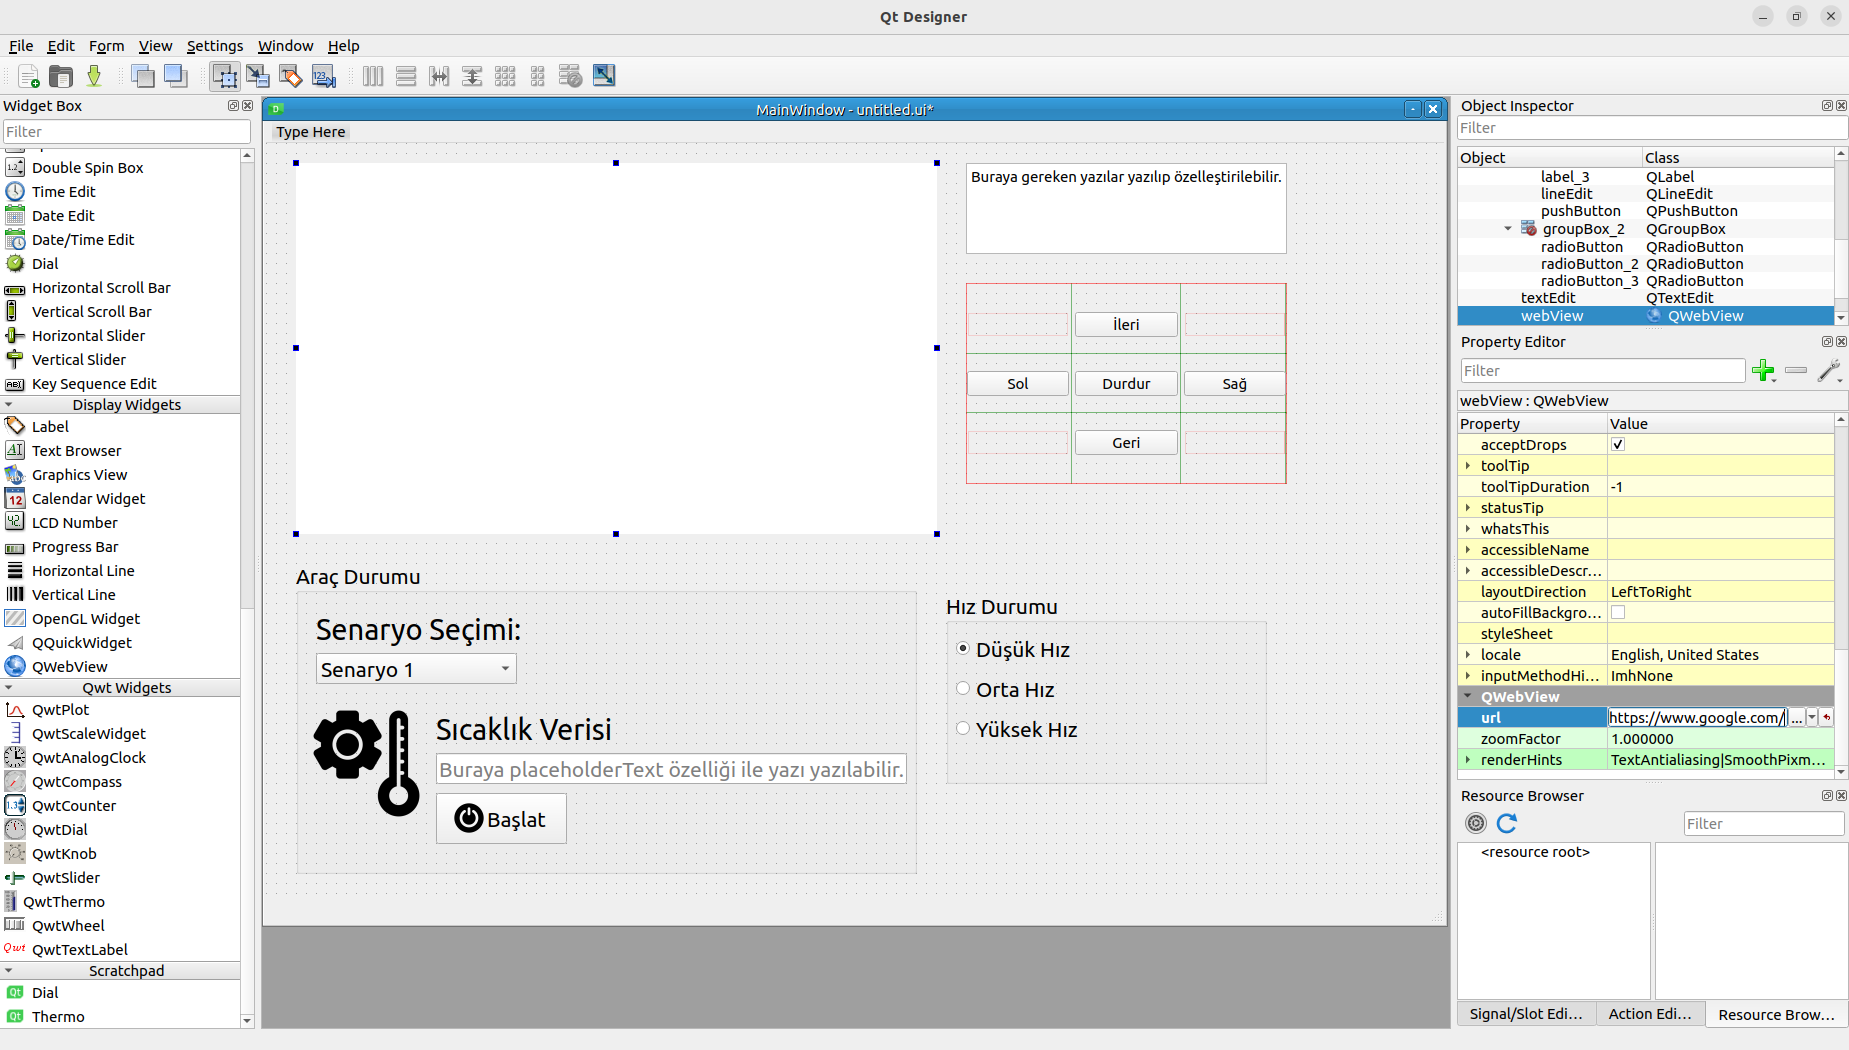 Qt Designer
File Edit Form View Settings Window Help
Widget Box
Filter
Double Spin Box
Time Edit
Date Edit
Date/Time Edit
Dial
Horizontal Scroll Bar
Vertical Scroll Bar
Horizontal Slider
Vertical Slider
Key Sequence Edit
Display Widgets
Label
Text Browser
Graphics View
Calendar Widget
LCD Number
Progress Bar
Horizontal Line
Vertical Line
OpenGL Widget
QQuickWidget
QWebView
Qwt Widgets
QwtPlot
QwtScaleWidget
QwtAnalogClock
QwtCompass
QwtCounter
QwtDial
QwtKnob
QwtSlider
QwtThermo
QwtWheel
QwtTextLabel
Scratchpad
Dial
Thermo
MainWindow - untitled.ui*
Type Here
Buraya gereken yazılar yazılıp özelleştirilebilir.
İleri
Sol Durdur Sağ
Geri
Araç Durumu
Senaryo Seçimi:
Senaryo 1
Sıcaklık Verisi
Buraya placeholderText özelliği ile yazı yazılabilir.
Başlat
Hız Durumu
Düşük Hız
Orta Hız
Yüksek Hız
Object Inspector
Filter
Object Class
label_3 QLabel
lineEdit QLineEdit
pushButton QPushButton
groupBox_2 QGroupBox
radioButton QRadioButton
radioButton_2 QRadioButton
radioButton_3 QRadioButton
textEdit QTextEdit
webView QWebView
Property Editor
Filter
webView : QWebView
Property Value
acceptDrops
toolTip
toolTipDuration -1
statusTip
whatsThis
accessibleName
accessibleDescr...
layoutDirection LeftToRight
autoFillBackgro...
styleSheet
locale English, United States
inputMethodHi... ImhNone
QWebView
url https://www.google.com/ ...
zoomFactor 1.000000
renderHints TextAntialiasing|SmoothPixm...
Resource Browser
Filter
<resource root>
Signal/Slot Edi... Action Edi... Resource Brow...